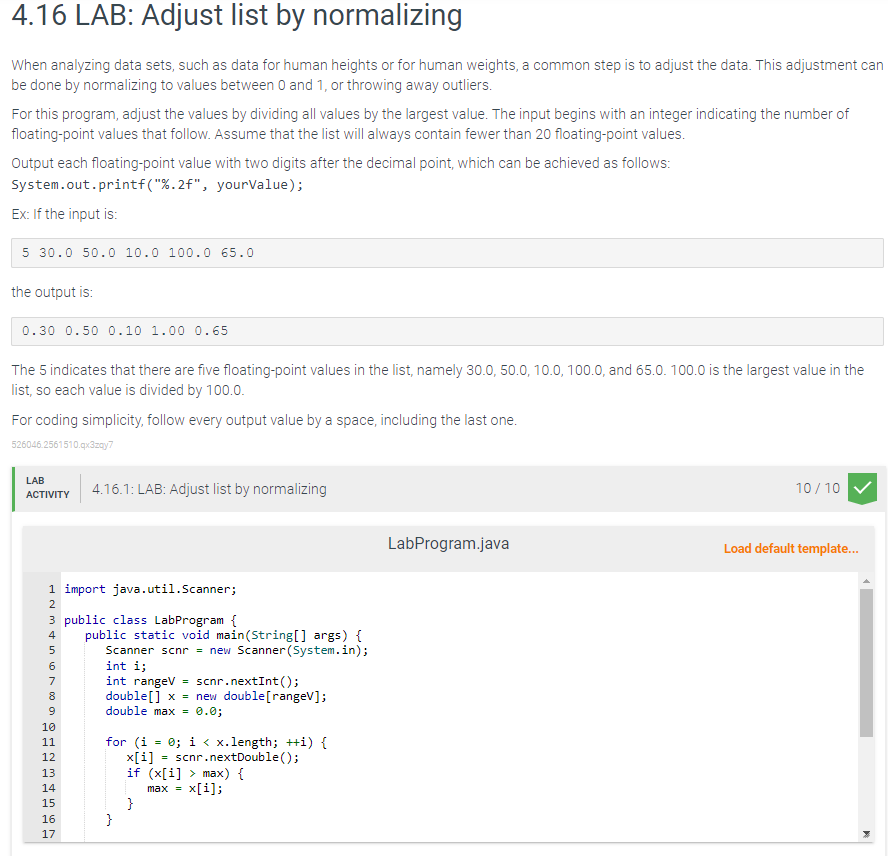 4.16 LAB: Adjust list by normalizing
When analyzing data sets, such as data for human heights or for human weights, a common step is to adjust the data. This adjustment can
be done by normalizing to values between 0 and 1, or throwing away outliers.
For this program, adjust the values by dividing all values by the largest value. The input begins with an integer indicating the number of
floating-point values that follow. Assume that the list will always contain fewer than 20 floating-point values.
Output each floating-point value with two digits after the decimal point, which can be achieved as follows:
System.out.printf("%.2f", yourValue);
Ex: If the input is:
5 30.0 50.0 10.0 100.0 65.0
the output is:
0.30 0.50 0.10 1.00 0.65
The 5 indicates that there are five floating-point values in the list, namely 30.0, 50.0, 10.0, 100.0, and 65.0. 100.0 is the largest value in the
list, so each value is divided by 100.0.
For coding simplicity, follow every output value by a space, including the last one.
526046.2561510.qx3zqy7
LAB
ACTIVITY
4.16.1: LAB: Adjust list by normalizing
10 / 10
LabProgram.java
Load default template...
1 import java.util.Scanner;
2
3 public class LabProgram {
4 public static void main(String[] args) {
5 Scanner scnr = new Scanner(System.in);
6 int i;
7 int rangeV = scnr.nextInt();
8 double[] x = new double[rangeV];
9 double max = 0.0;
10
11 for (i = 0; i < x.length; ++i) {
12 x[i] = scnr.nextDouble();
13 if (x[i] > max) {
14 max = x[i];
15 }
16 }
17